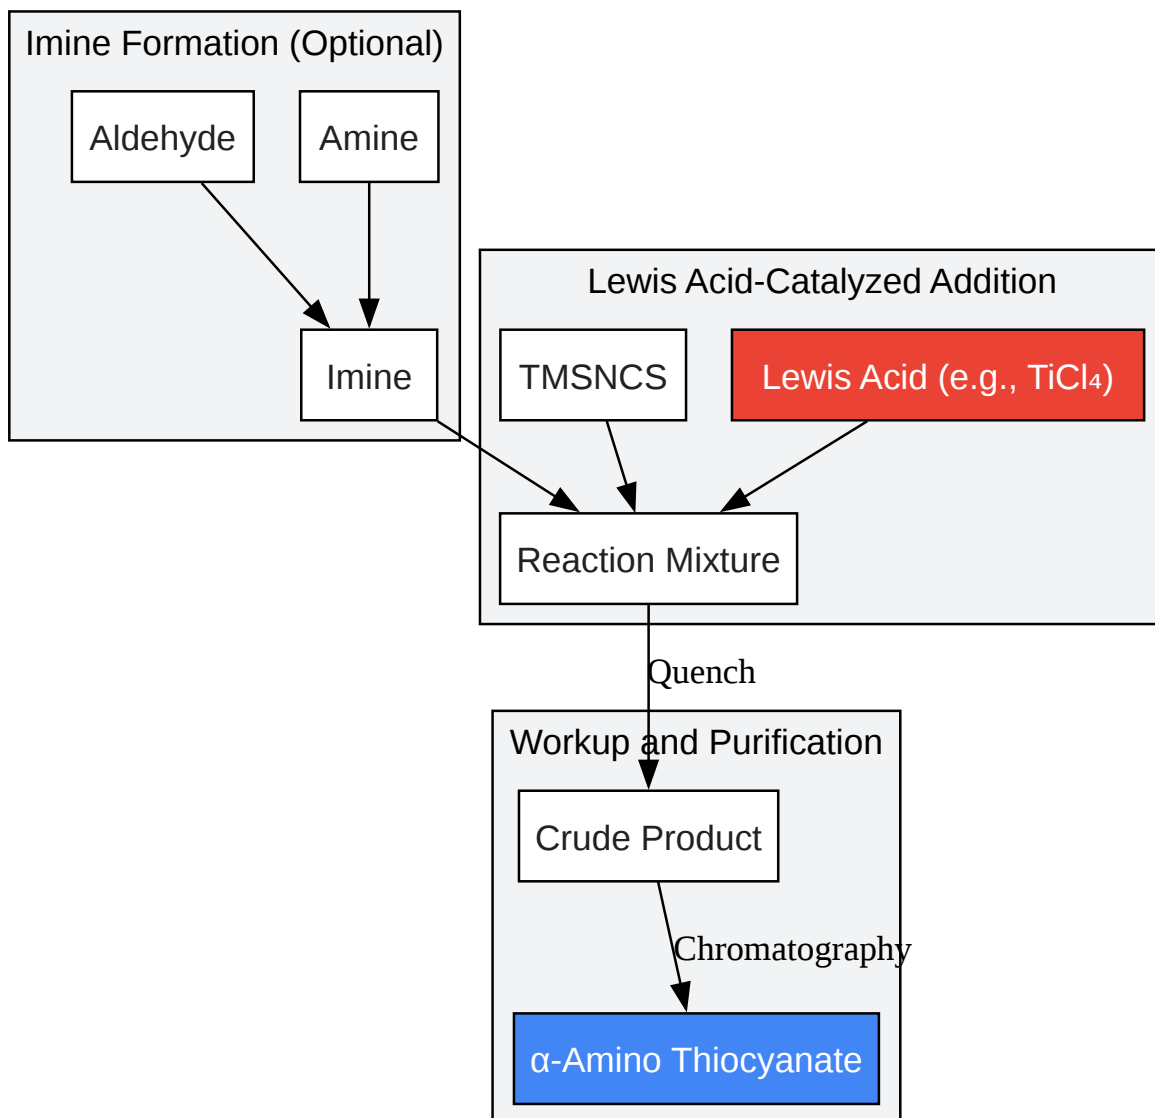 Imine Formation (Optional)
Aldehyde
Amine
Imine
Lewis Acid-Catalyzed Addition
TMSNCS
Lewis Acid (e.g., TiCl₄)
Reaction Mixture
Quench
Workup and Purification
Crude Product
Chromatography
α-Amino Thiocyanate